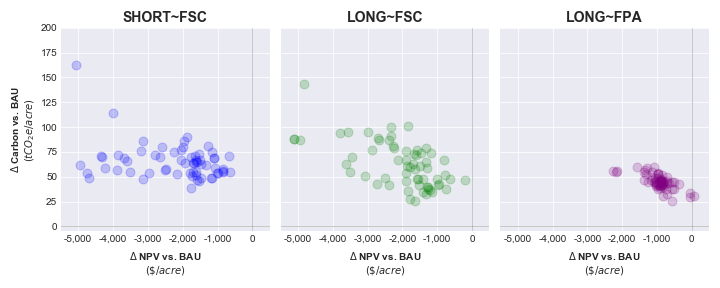 SHORT~FSC
LONG~FSC
LONG~FPA
Δ Carbon vs. BAU
(tCO₂e/acre)
200
175
150
125
100
75
50
25
0
-5,000 -4,000 -3,000 -2,000 -1,000 0
-5,000 -4,000 -3,000 -2,000 -1,000 0
-5,000 -4,000 -3,000 -2,000 -1,000 0
Δ NPV vs. BAU
($/acre)
Δ NPV vs. BAU
($/acre)
Δ NPV vs. BAU
($/acre)